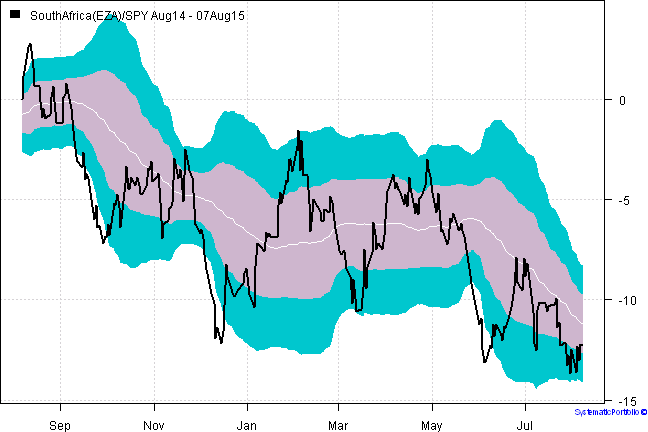 SouthAfrica(EZA)/SPY Aug14 - 07Aug15
0
-5
-10
-15
Sep Nov Jan Mar May Jul
SystematicPortfolio ©